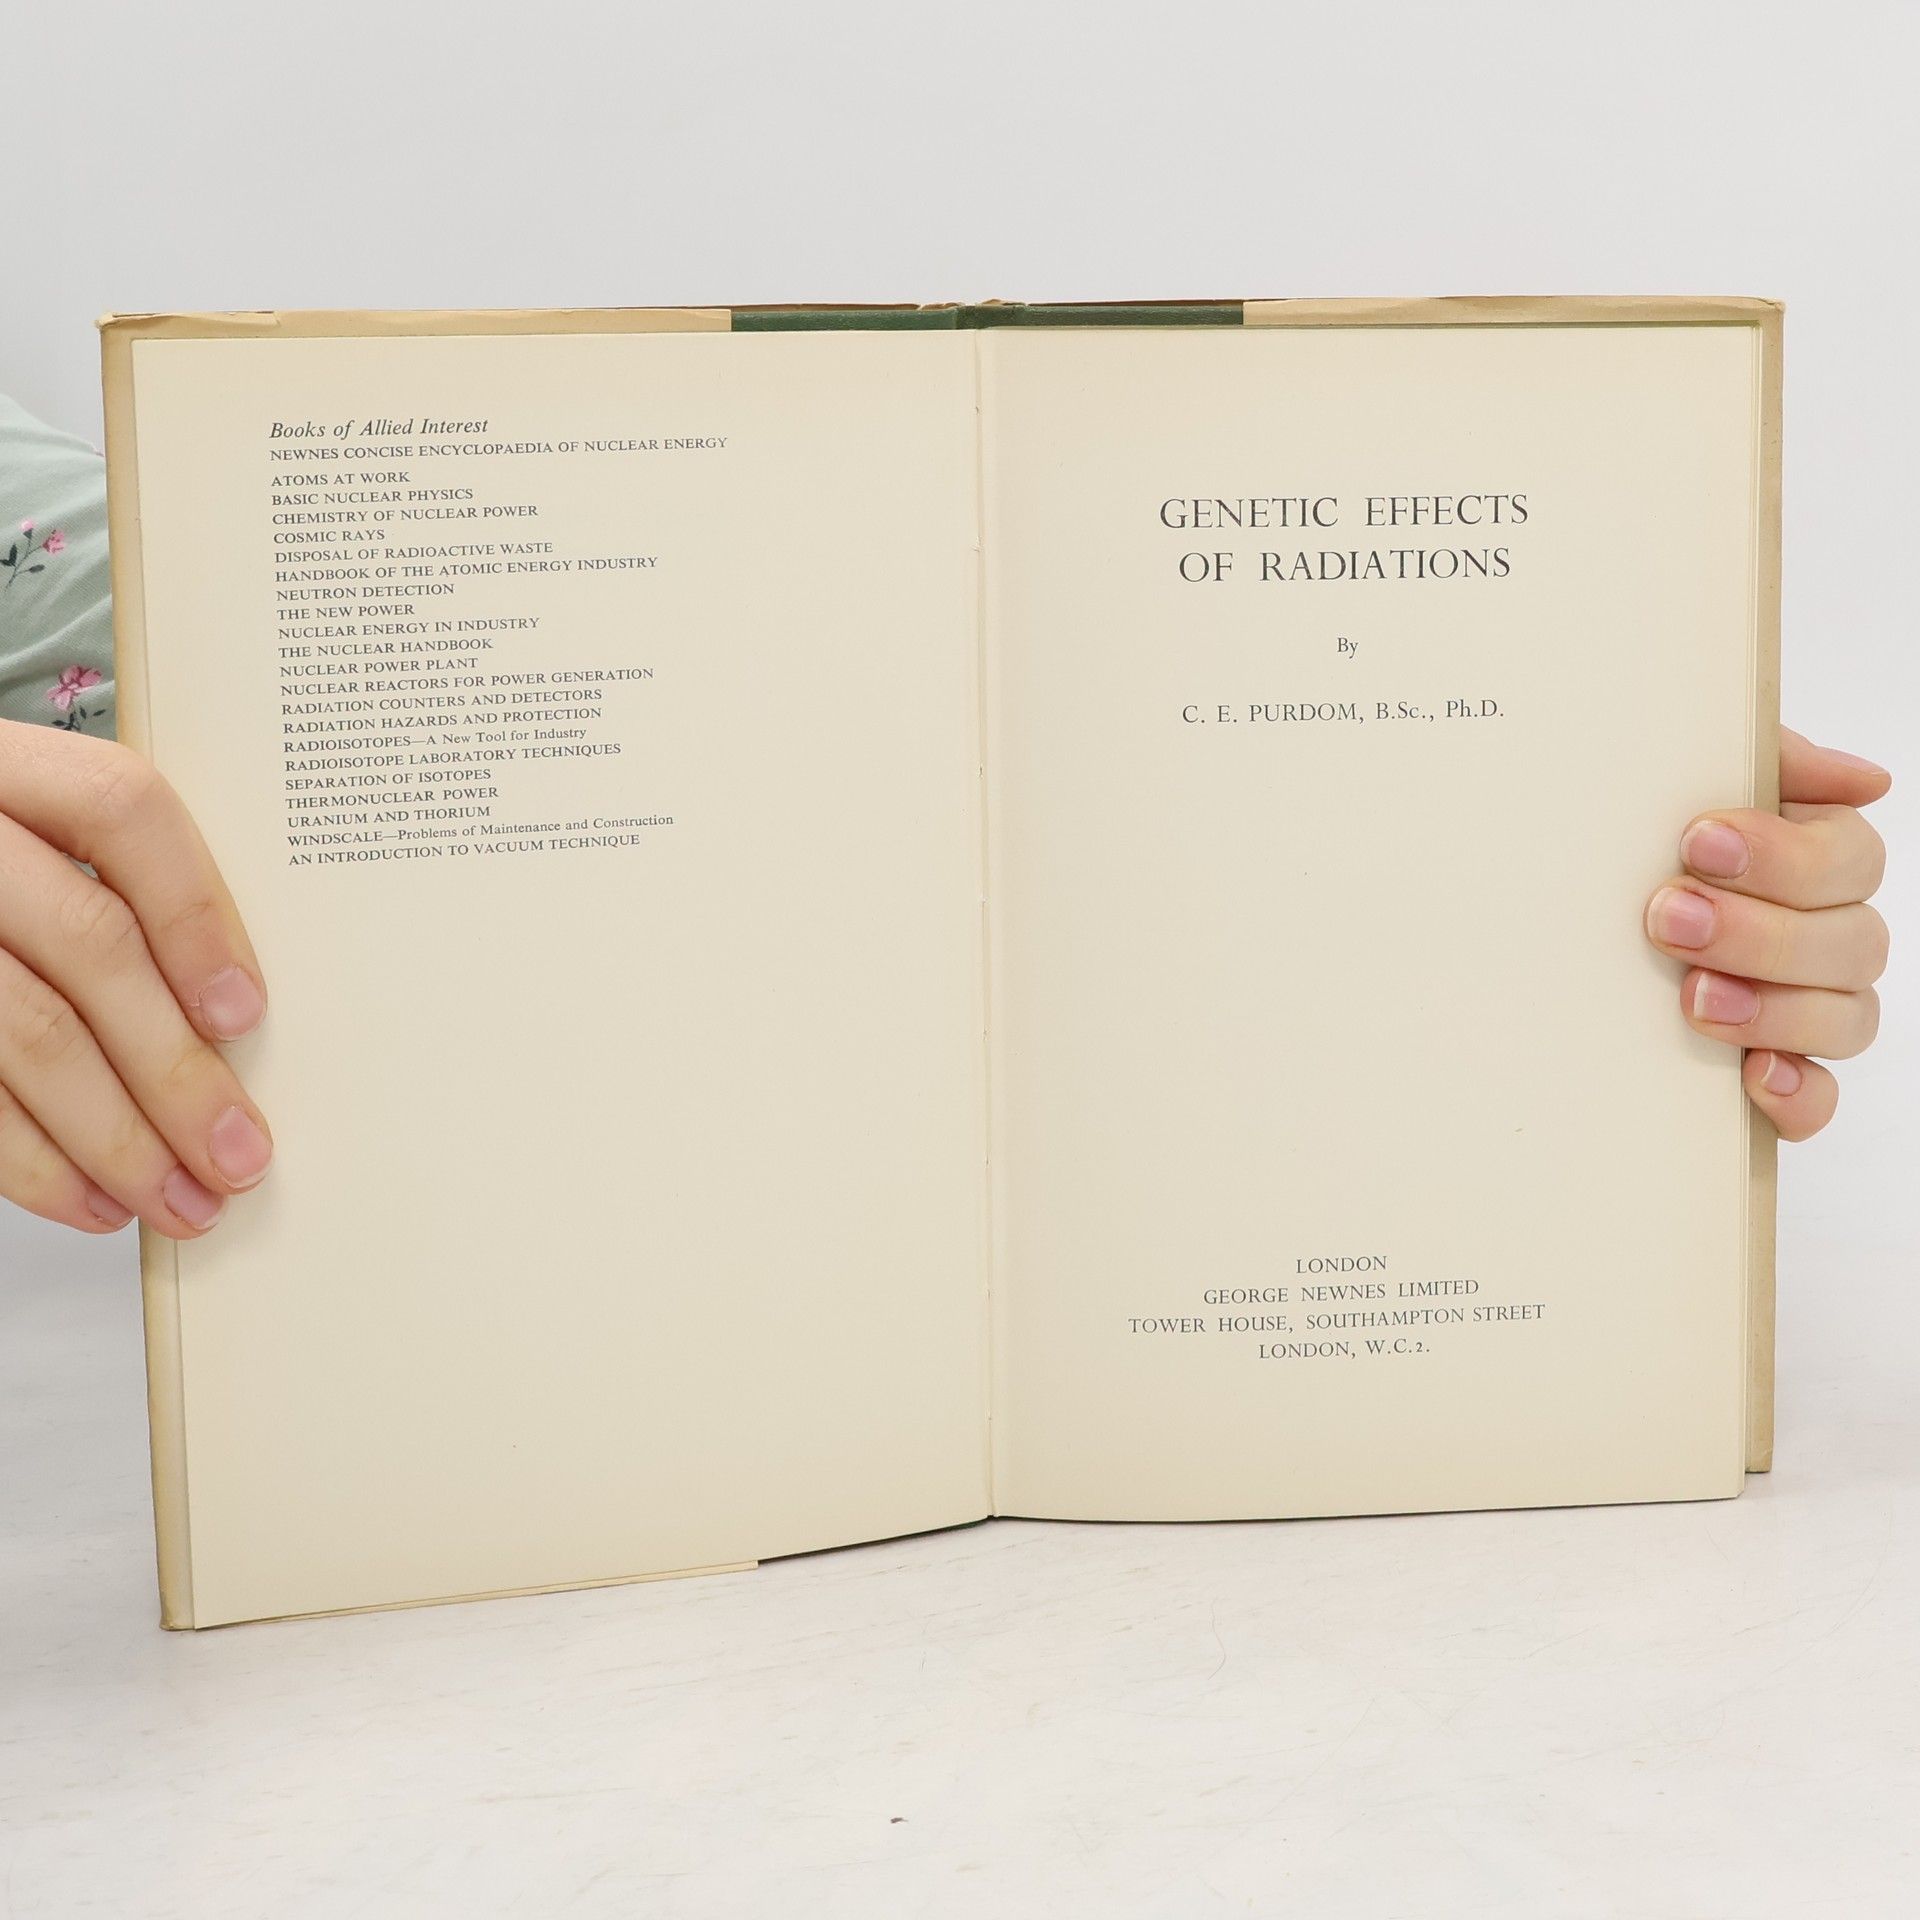 Books of Allied Interest
NEWNES CONCISE ENCYCLOPAEDIA OF NUCLEAR ENERGY
ATOMS AT WORK
BASIC NUCLEAR PHYSICS
CHEMISTRY OF NUCLEAR POWER
COSMIC RAYS
DISPOSAL OF RADIOACTIVE WASTE
HANDBOOK OF THE ATOMIC ENERGY INDUSTRY
NEUTRON DETECTION
THE NEW POWER
NUCLEAR ENERGY IN INDUSTRY
THE NUCLEAR HANDBOOK
NUCLEAR POWER PLANT
NUCLEAR REACTORS FOR POWER GENERATION
RADIATION COUNTERS AND DETECTORS
RADIATION HAZARDS AND PROTECTION
RADIOISOTOPES—A New Tool for Industry
RADIOISOTOPE LABORATORY TECHNIQUES
SEPARATION OF ISOTOPES
THERMONUCLEAR POWER
URANIUM AND THORIUM
WINDSCALE—Problems of Maintenance and Construction
AN INTRODUCTION TO VACUUM TECHNIQUE
GENETIC EFFECTS
OF RADIATIONS
By
C. E. PURDOM, B.Sc., Ph.D.
LONDON
GEORGE NEWNES LIMITED
TOWER HOUSE, SOUTHAMPTON STREET
LONDON, W.C.2.